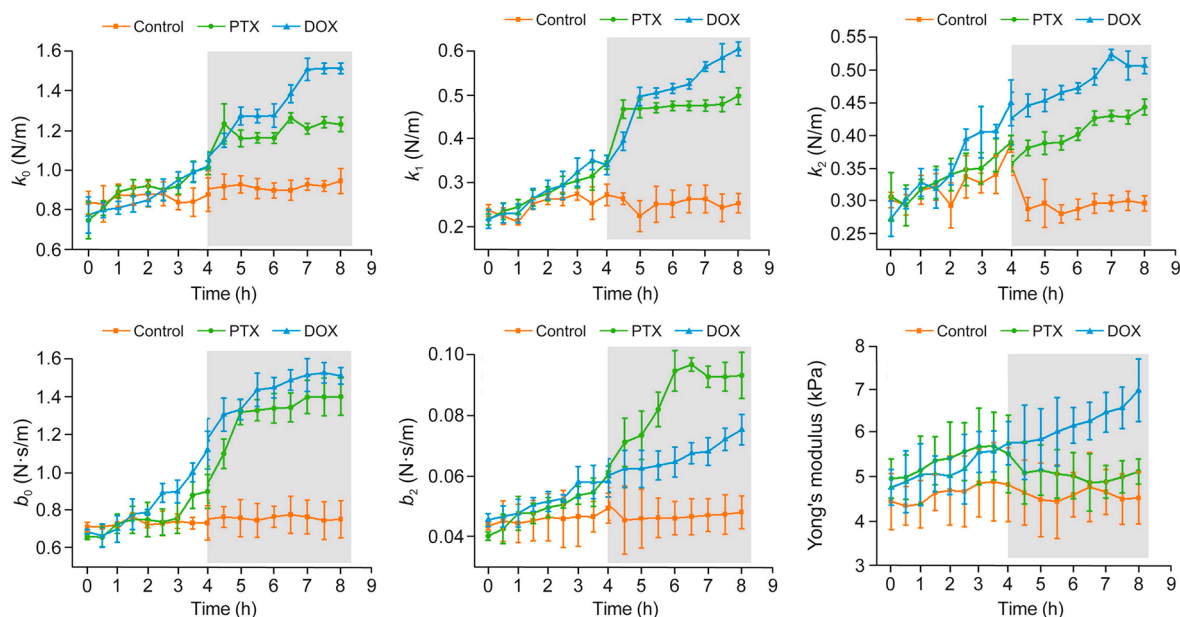 Control PTX DOX
k0 (N/m)
1.6
1.4
1.2
1.0
0.8
0.6
0 1 2 3 4 5 6 7 8 9
Time (h)
Control PTX DOX
k1 (N/m)
0.6
0.5
0.4
0.3
0.2
0 1 2 3 4 5 6 7 8 9
Time (h)
Control PTX DOX
k2 (N/m)
0.55
0.50
0.45
0.40
0.35
0.30
0.25
0 1 2 3 4 5 6 7 8 9
Time (h)
Control PTX DOX
b0 (N·s/m)
1.6
1.4
1.2
1.0
0.8
0.6
0 1 2 3 4 5 6 7 8 9
Time (h)
Control PTX DOX
b2 (N·s/m)
0.10
0.08
0.06
0.04
0 1 2 3 4 5 6 7 8 9
Time (h)
Control PTX DOX
Yong's modulus (kPa)
8
7
6
5
4
3
0 1 2 3 4 5 6 7 8 9
Time (h)